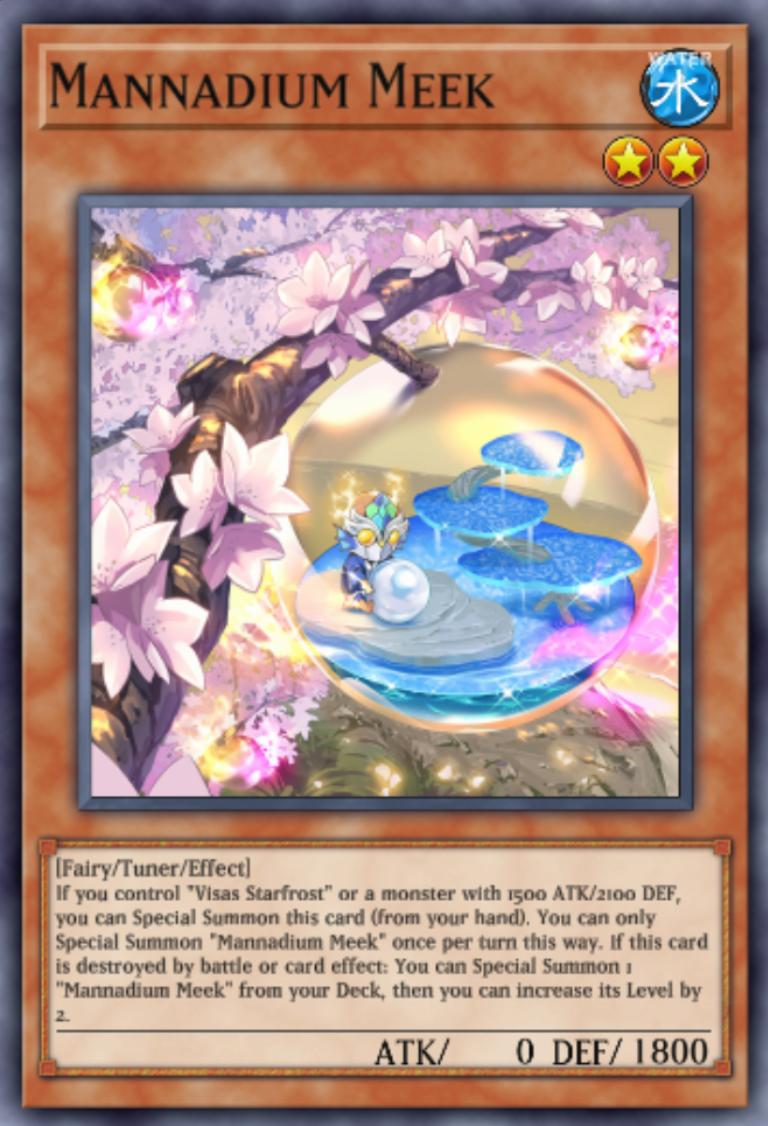 MANNADIUM MEEK
WATER
水
[Fairy/Tuner/Effect]
If you control "Visas Starfrost" or a monster with 1500 ATK/2100 DEF,
you can Special Summon this card (from your hand). You can only
Special Summon "Mannadium Meek" once per turn this way. If this card
is destroyed by battle or card effect: You can Special Summon 1
"Mannadium Meek" from your Deck, then you can increase its Level by
2.
ATK/ 0 DEF/ 1800